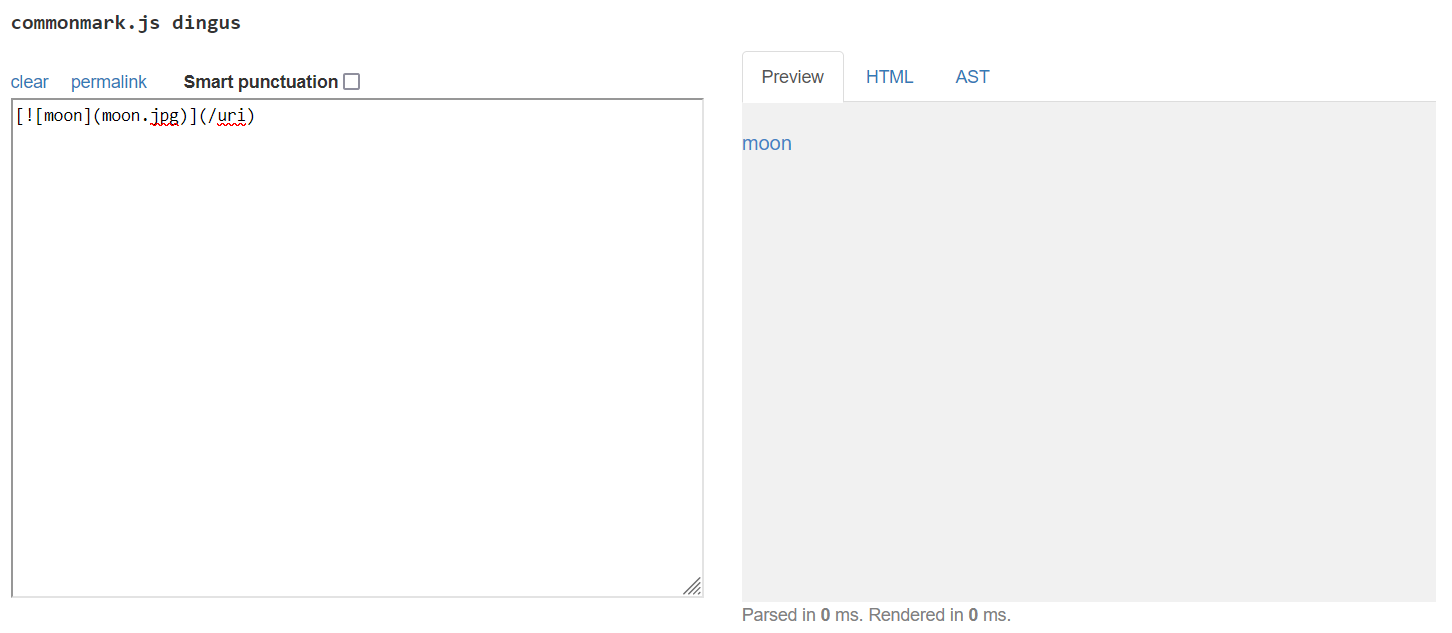 commonmark.js dingus
clear permalink Smart punctuation
[![moon](moon.jpg)](/uri)
Preview HTML AST
moon
Parsed in 0 ms. Rendered in 0 ms.